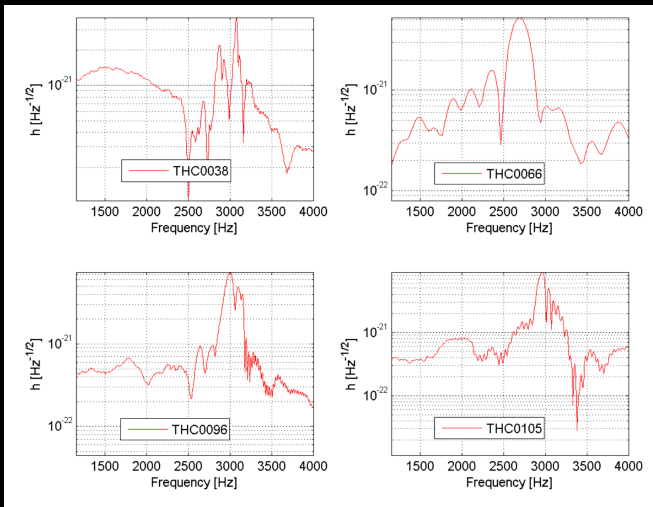 h [Hz^-1/2]
10^-21
THC0038
1500 2000 2500 3000 3500 4000
Frequency [Hz]
h [Hz^-1/2]
10^-21
10^-22
THC0066
1500 2000 2500 3000 3500 4000
Frequency [Hz]
h [Hz^-1/2]
10^-21
10^-22
THC0096
1500 2000 2500 3000 3500 4000
Frequency [Hz]
h [Hz^-1/2]
10^-21
10^-22
THC0105
1500 2000 2500 3000 3500 4000
Frequency [Hz]